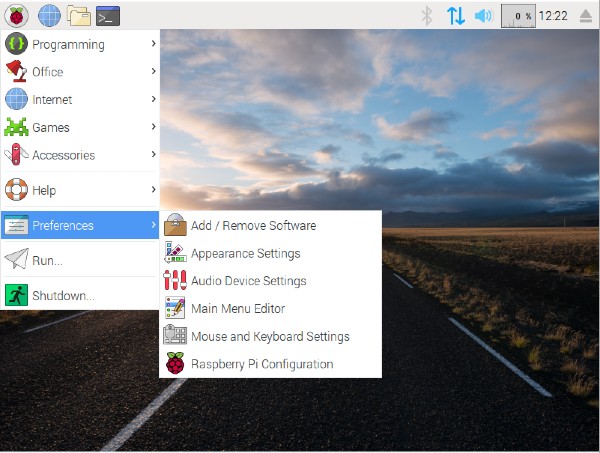 0 %
12:22
Programming
Office
Internet
Games
Accessories
Help
Preferences
Run...
Shutdown...
Add / Remove Software
Appearance Settings
Audio Device Settings
Main Menu Editor
Mouse and Keyboard Settings
Raspberry Pi Configuration